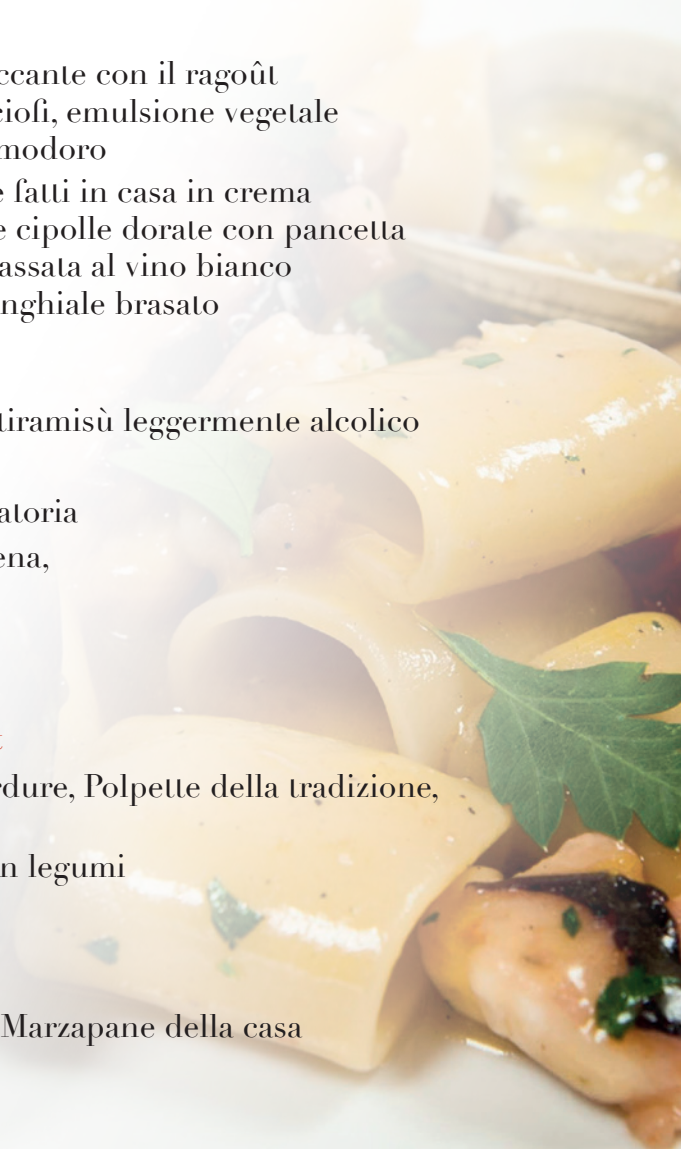 ccante con il ragoût
ciofi, emulsione vegetale
modoro
e fatti in casa in crema
e cipolle dorate con pancetta
assata al vino bianco
nghiale brasato
tiramisù leggermente alcolico
atoria
ena,
rdure, Polpette della tradizione,
n legumi
Marzapane della casa